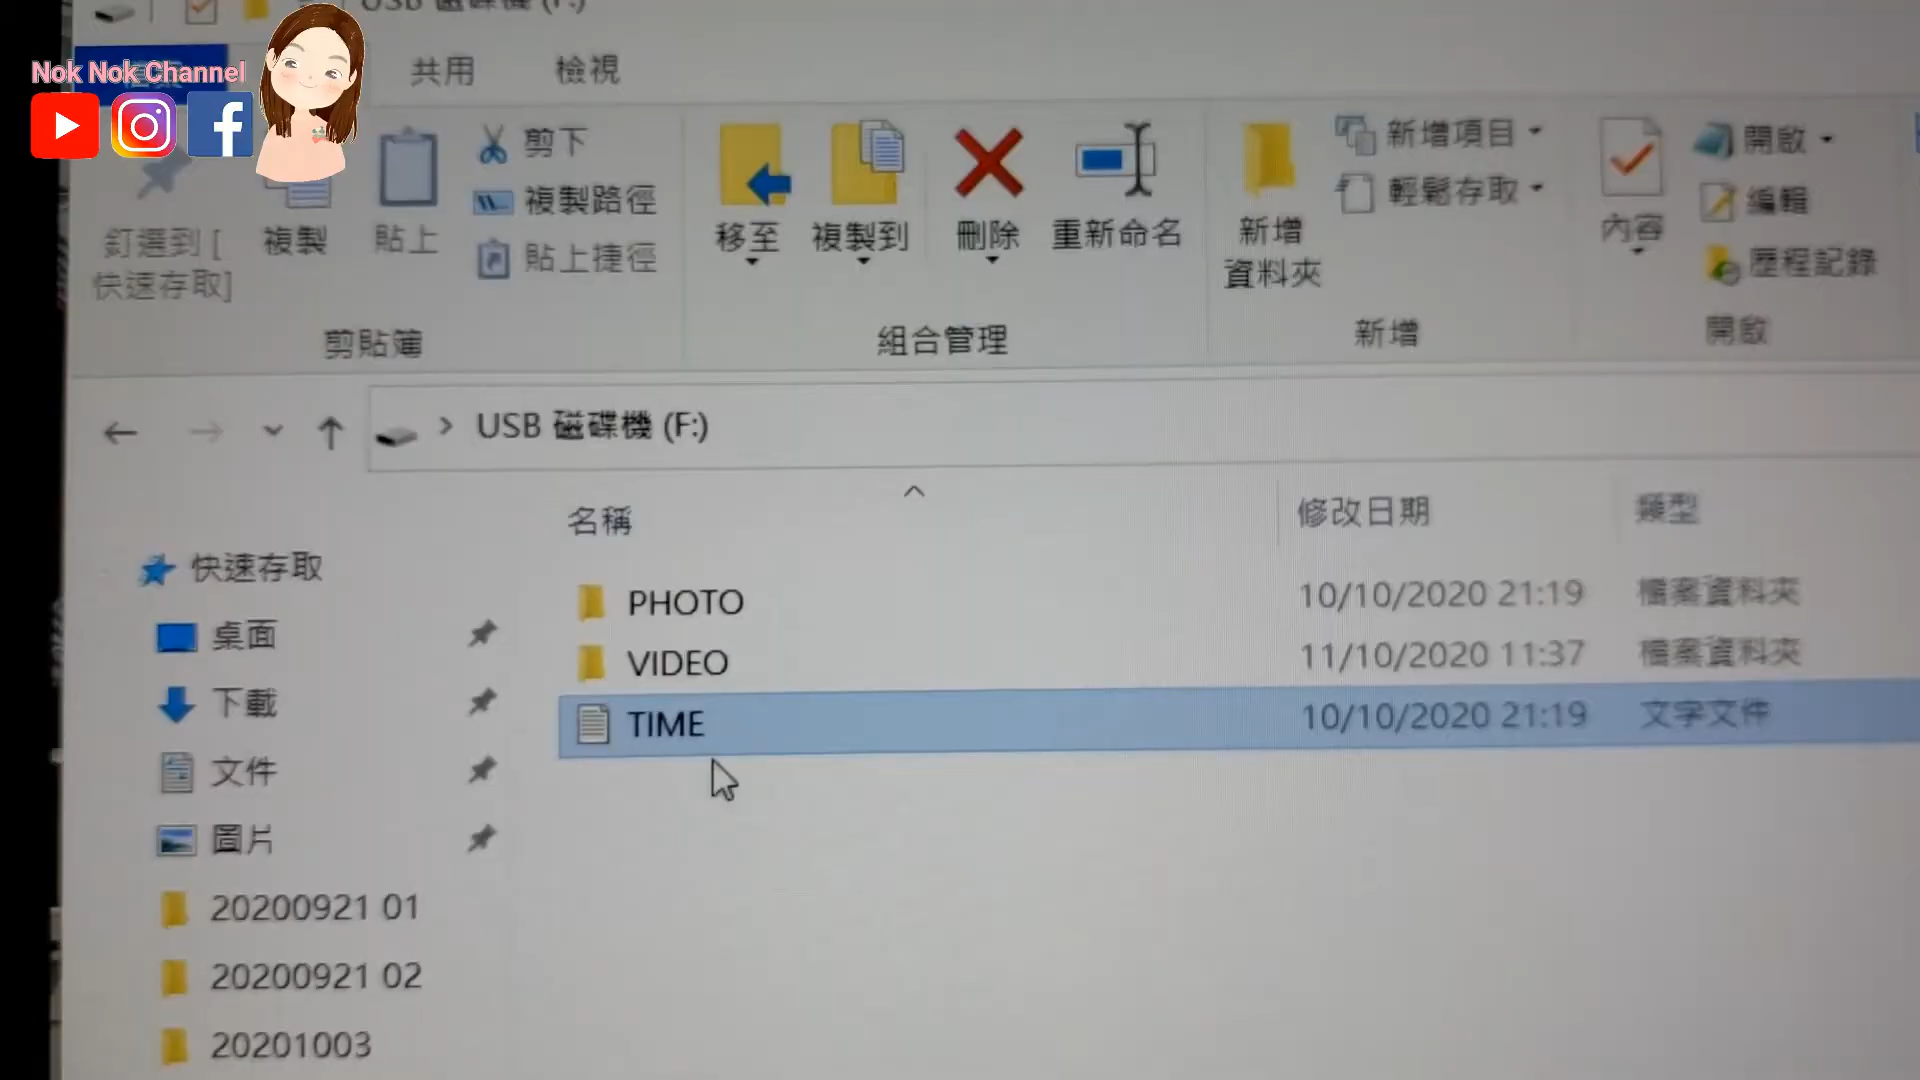 USB 磁碟機 (F:)
Nok Nok Channel
共用
檢視
釘選到 [
快速存取]
複製
貼上
剪下
複製路徑
貼上捷徑
剪貼簿
移至
複製到
刪除
重新命名
組合管理
新增
資料夾
新增項目
輕鬆存取
新增
內容
開啟
編輯
歷程記錄
開啟
USB 磁碟機 (F:)
名稱
修改日期
類型
PHOTO
10/10/2020 21:19
檔案資料夾
VIDEO
11/10/2020 11:37
檔案資料夾
TIME
10/10/2020 21:19
文字文件
快速存取
桌面
下載
文件
圖片
20200921 01
20200921 02
20201003